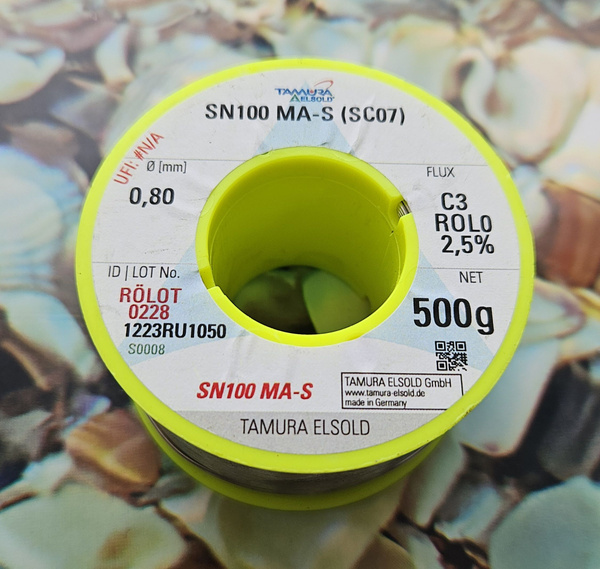 TAMURA
ELSOLD
SN100 MA-S (SC07)
UFI: #N/A
Ø [mm]
0,80
FLUX
C3
ROL0
2,5%
ID | LOT No.
RÖLOT
0228
1223RU1050
S0008
NET
500g
SN100 MA-S
TAMURA ELSOLD GmbH
www.tamura-elsold.de
made in Germany
TAMURA ELSOLD